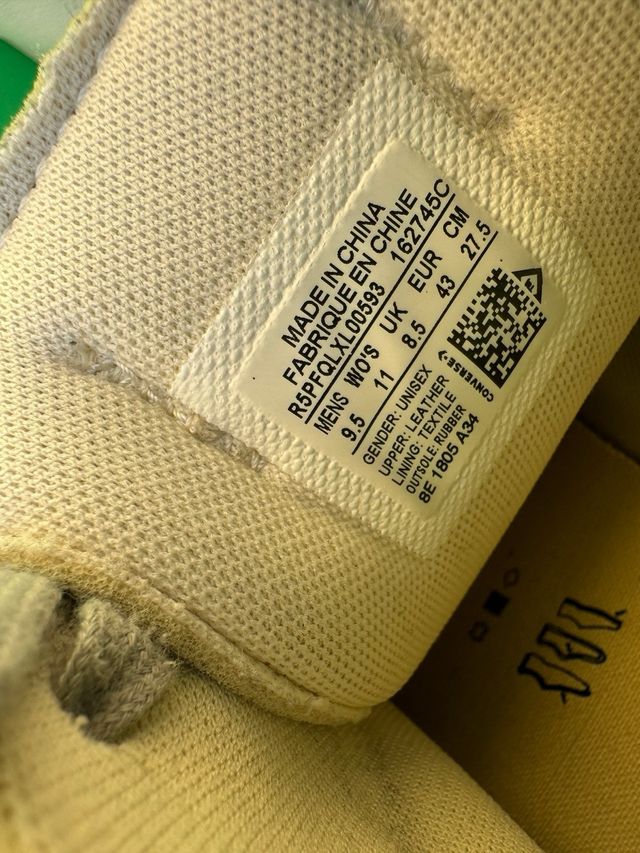 MADE IN CHINA
FABRIQUE EN CHINE
R5PFQLXL00593 162745C
MENS WO'S UK EUR CM
9.5 11 8.5 43 27.5
GENDER: UNISEX
UPPER: LEATHER
LINING: TEXTILE
OUTSOLE: RUBBER
8E 1805 A34
CONVERSE